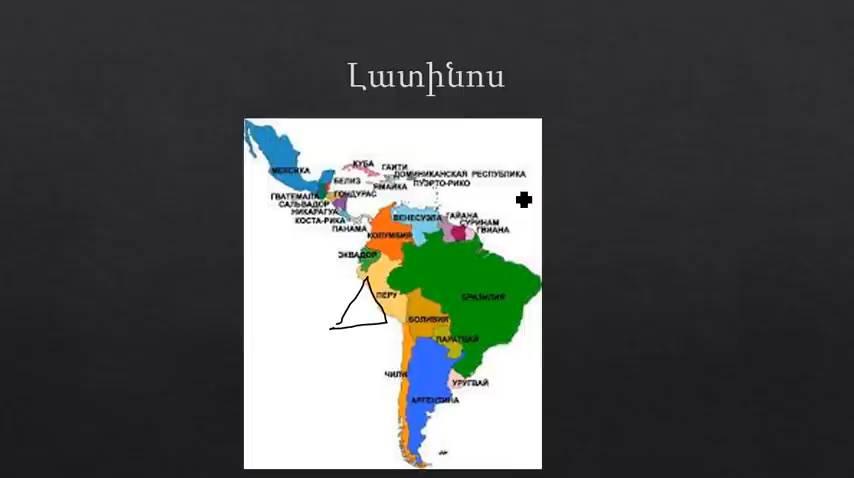 Լատինոս
МЕКСИКА
КУБА
ГАИТИ
ДОМИНИКАНСКАЯ РЕСПУБЛИКА
БЕЛИЗ
ЯМАЙКА
ПУЭРТО-РИКО
ГВАТЕМАЛА
ГОНДУРАС
САЛЬВАДОР
НИКАРАГУА
КОСТА-РИКА
ПАНАМА
ВЕНЕСУЭЛА
ГАЙАНА
СУРИНАМ
ГВИАНА
КОЛУМБИЯ
ЭКВАДОР
ПЕРУ
БРАЗИЛИЯ
БОЛИВИЯ
ПАРАГВАЙ
ЧИЛИ
УРУГВАЙ
АРГЕНТИНА